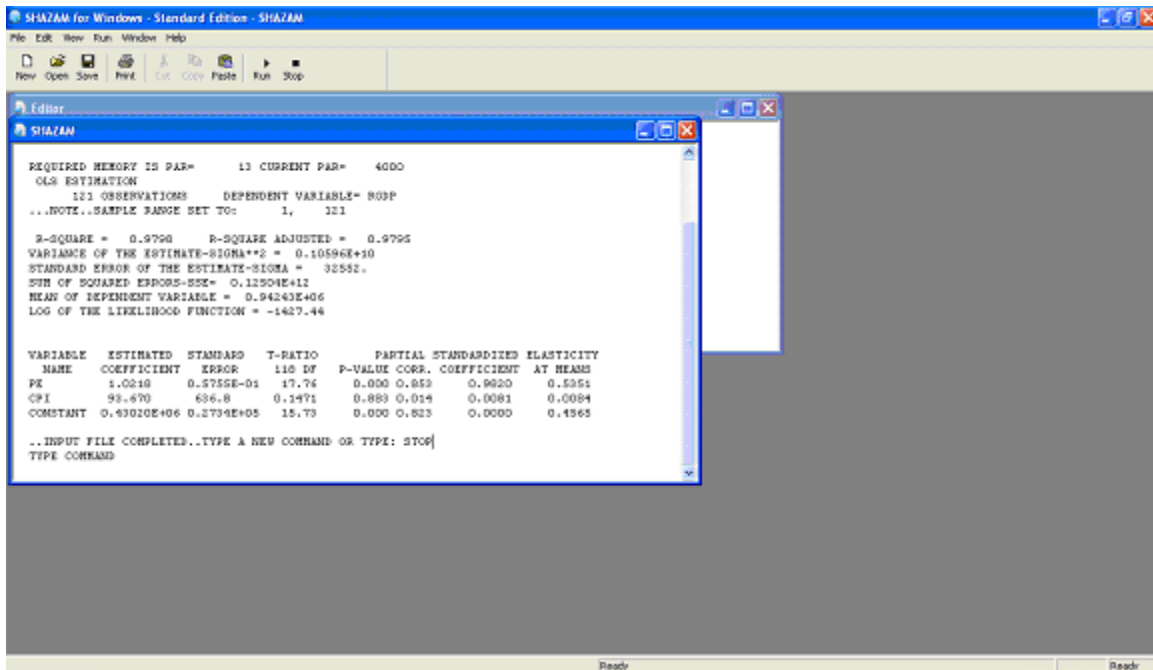 SHAZAM for Windows - Standard Edition - SHAZAM
File Edit View Run Window Help
New Open Save Print Cut Copy Paste Run Stop
Editor
SHAZAM
REQUIRED MEMORY IS PAR= 13 CURRENT PAR= 4000
OLS ESTIMATION
121 OBSERVATIONS DEPENDENT VARIABLE= RGDP
...NOTE..SAMPLE RANGE SET TO: 1, 121
R-SQUARE = 0.9798 R-SQUARE ADJUSTED = 0.9795
VARIANCE OF THE ESTIMATE-SIGMA**2 = 0.10596E+10
STANDARD ERROR OF THE ESTIMATE-SIGMA = 32552.
SUM OF SQUARED ERRORS-SSE= 0.12504E+12
MEAN OF DEPENDENT VARIABLE = 0.94243E+06
LOG OF THE LIKELIHOOD FUNCTION = -1427.44
VARIABLE ESTIMATED STANDARD T-RATIO PARTIAL STANDARDIZED ELASTICITY
NAME COEFFICIENT ERROR 118 DF P-VALUE CORR. COEFFICIENT AT MEANS
1.0218 0.5755E-01 17.76 0.000 0.853 0.9820 0.5351
CPI 93.670 636.8 0.1471 0.883 0.014 0.0081 0.0084
CONSTANT 0.43020E+06 0.2734E+05 15.73 0.000 0.823 0.0000 0.4565
..INPUT FILE COMPLETED..TYPE A NEW COMMAND OR TYPE: STOP
TYPE COMMAND
Ready Ready